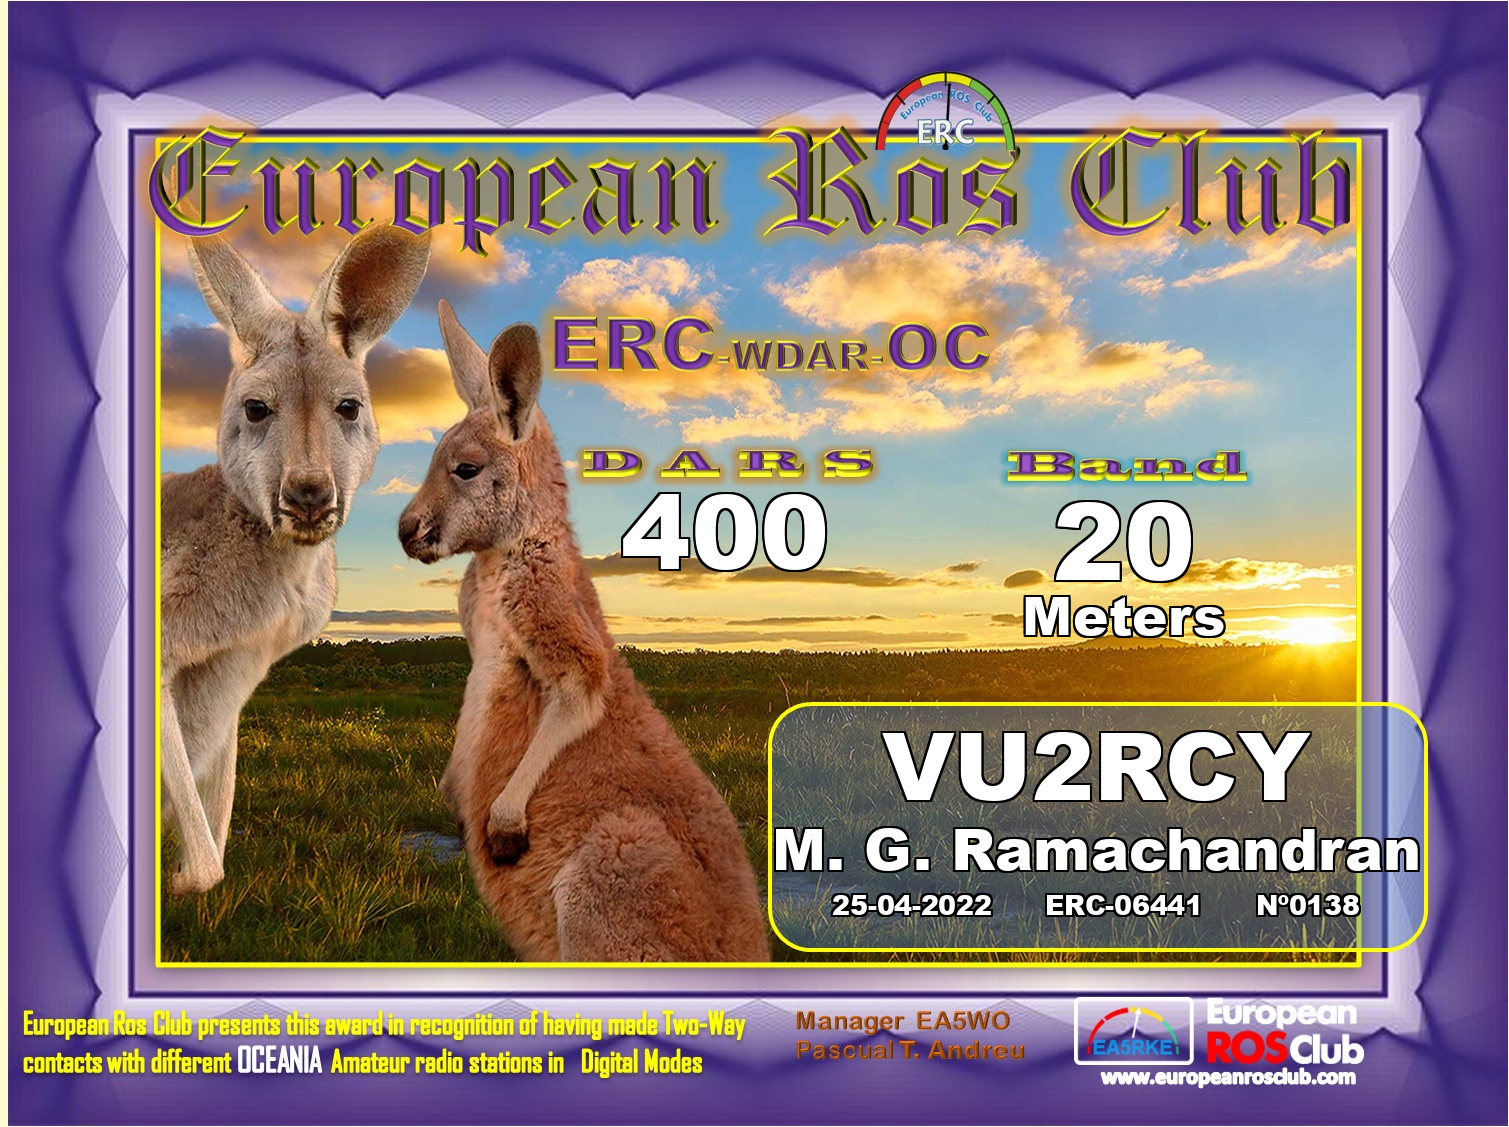 European ROS Club
ERC
European Ros Club
ERC-WDAR-OC
DARS Band
400 20
Meters
VU2RCY
M. G. Ramachandran
25-04-2022 ERC-06441 Nº0138
European Ros Club presents this award in recognition of having made Two-Way
contacts with different OCEANIA Amateur radio stations in Digital Modes
Manager EA5WO
Pascual T. Andreu
EA5RKE
European
ROSClub
www.europeanrosclub.com